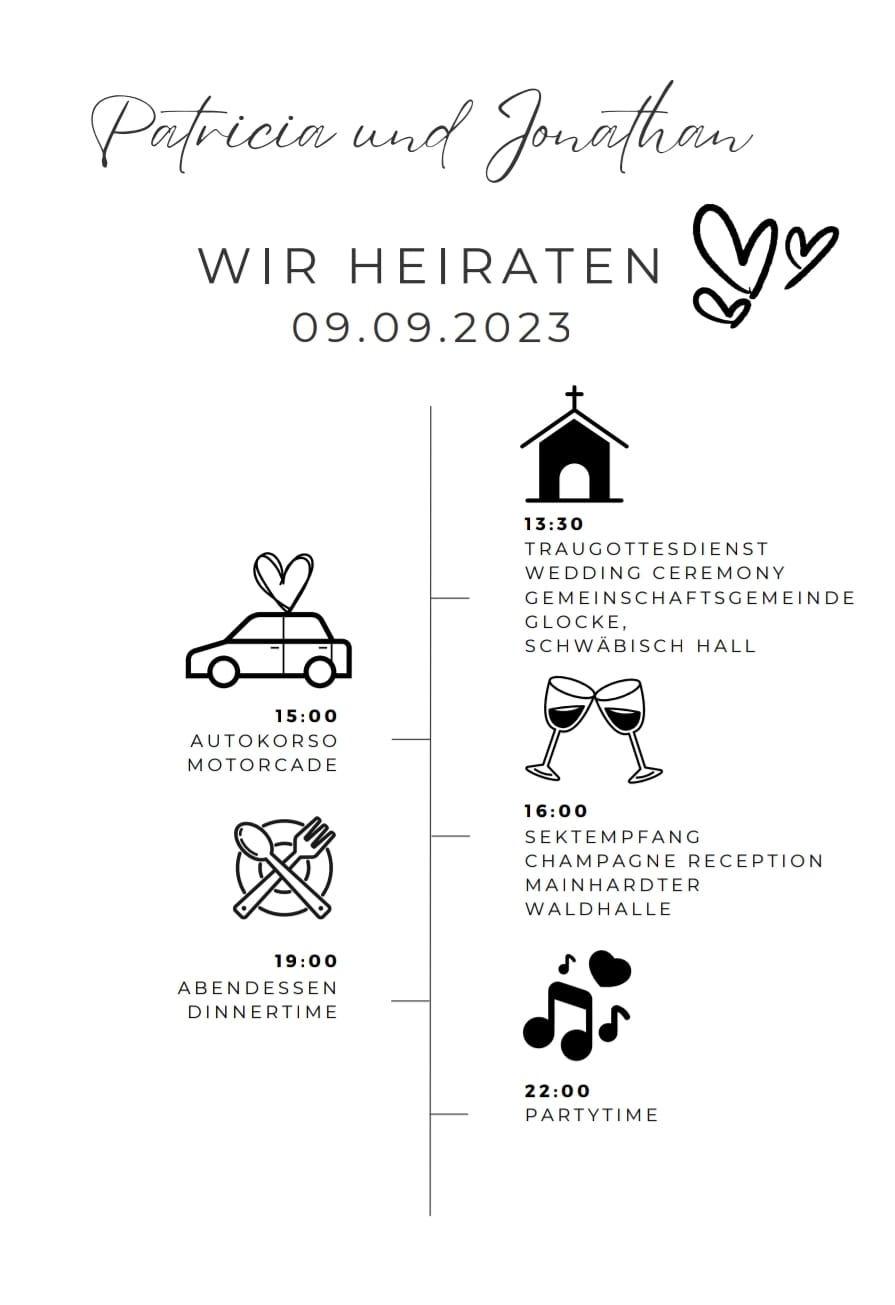 Patricia und Jonathan
WIR HEIRATEN
09.09.2023
13:30
TRAUGOTTESDIENST
WEDDING CEREMONY
GEMEINSCHAFTSGEMEINDE
GLOCKE,
SCHWÄBISCH HALL
15:00
AUTOKORSO
MOTORCADE
16:00
SEKTEMPFANG
CHAMPAGNE RECEPTION
MAINHARDTER
WALDHALLE
19:00
ABENDESSEN
DINNERTIME
22:00
PARTYTIME